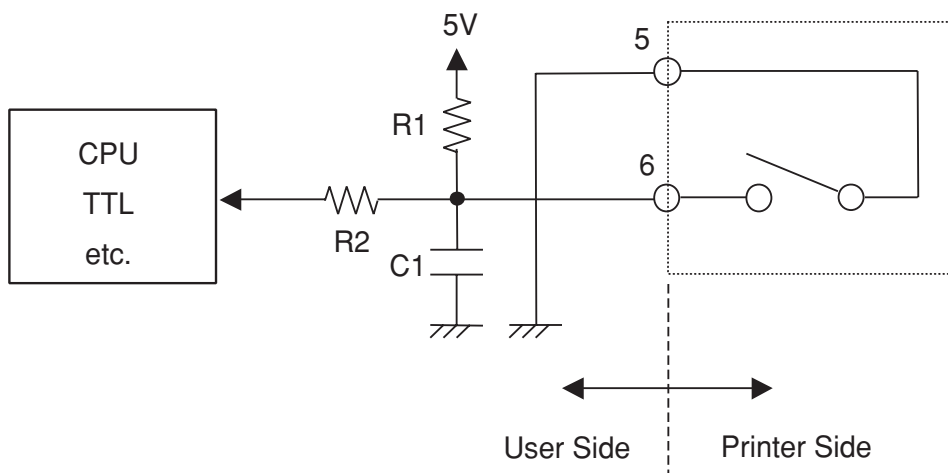 5V
5
R1
CPU
TTL
etc.
6
R2
C1
User Side
Printer Side